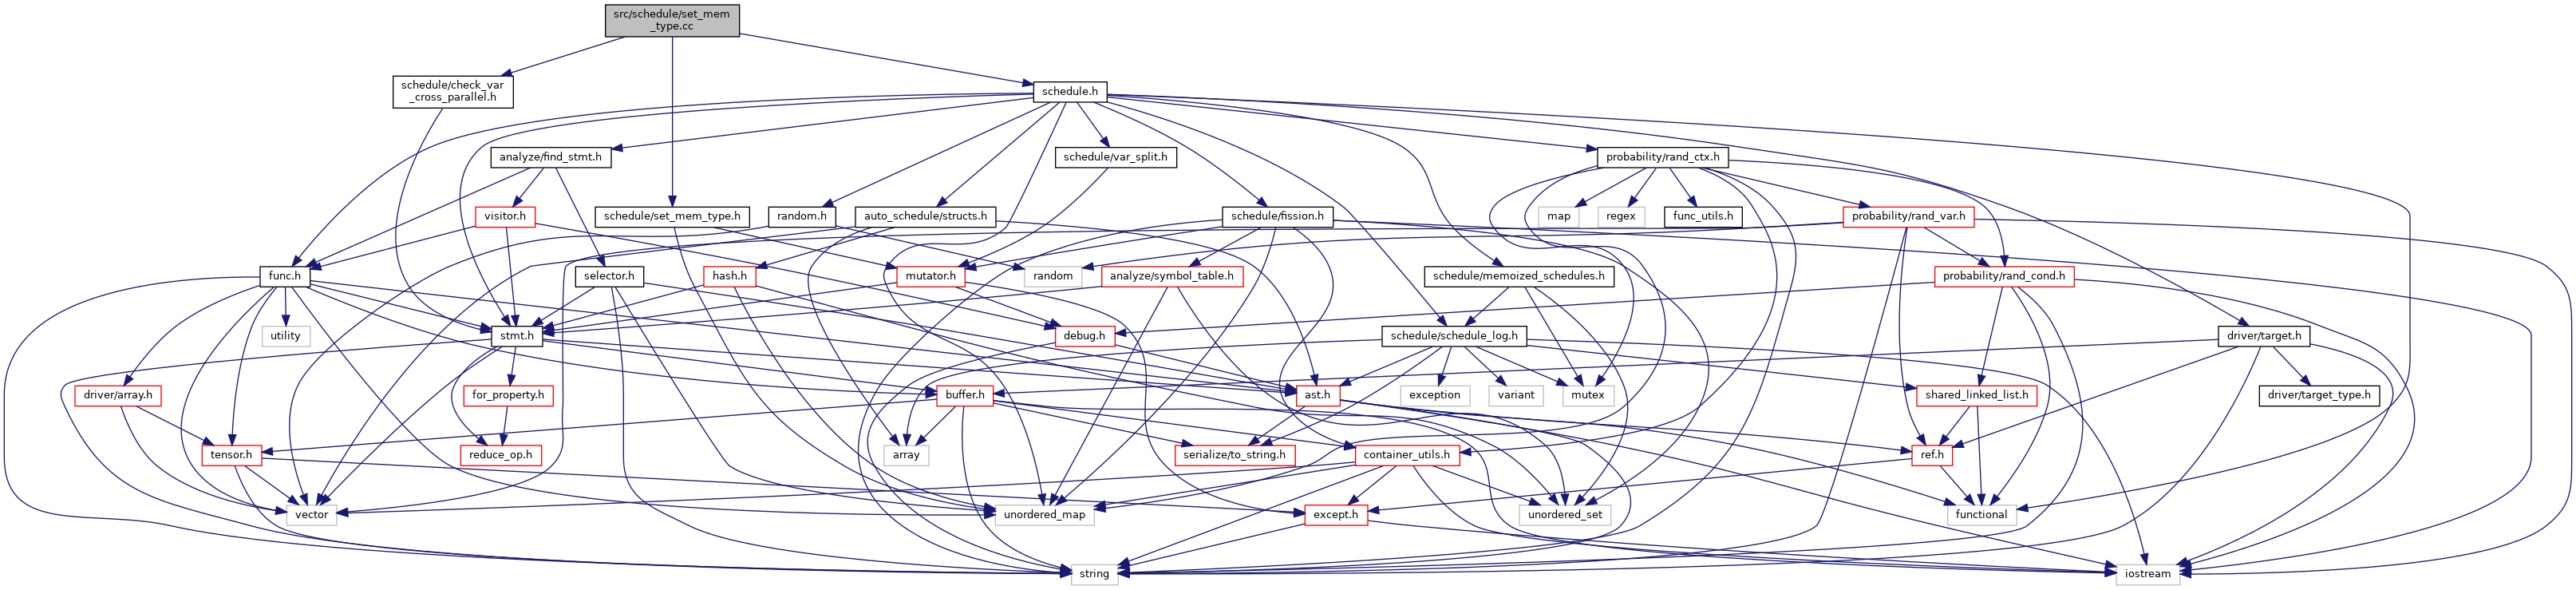 src/schedule/set_mem
_type.cc
schedule/check_var
_cross_parallel.h
schedule.h
analyze/find_stmt.h
schedule/var_split.h
probability/rand_ctx.h
visitor.h
schedule/set_mem_type.h
random.h
auto_schedule/structs.h
schedule/fission.h
map
regex
func_utils.h
probability/rand_var.h
func.h
selector.h
hash.h
mutator.h
random
analyze/symbol_table.h
schedule/memoized_schedules.h
probability/rand_cond.h
utility
stmt.h
debug.h
schedule/schedule_log.h
driver/target.h
driver/array.h
for_property.h
buffer.h
ast.h
exception
variant
mutex
shared_linked_list.h
driver/target_type.h
tensor.h
reduce_op.h
array
serialize/to_string.h
container_utils.h
ref.h
vector
unordered_map
except.h
unordered_set
functional
string
iostream